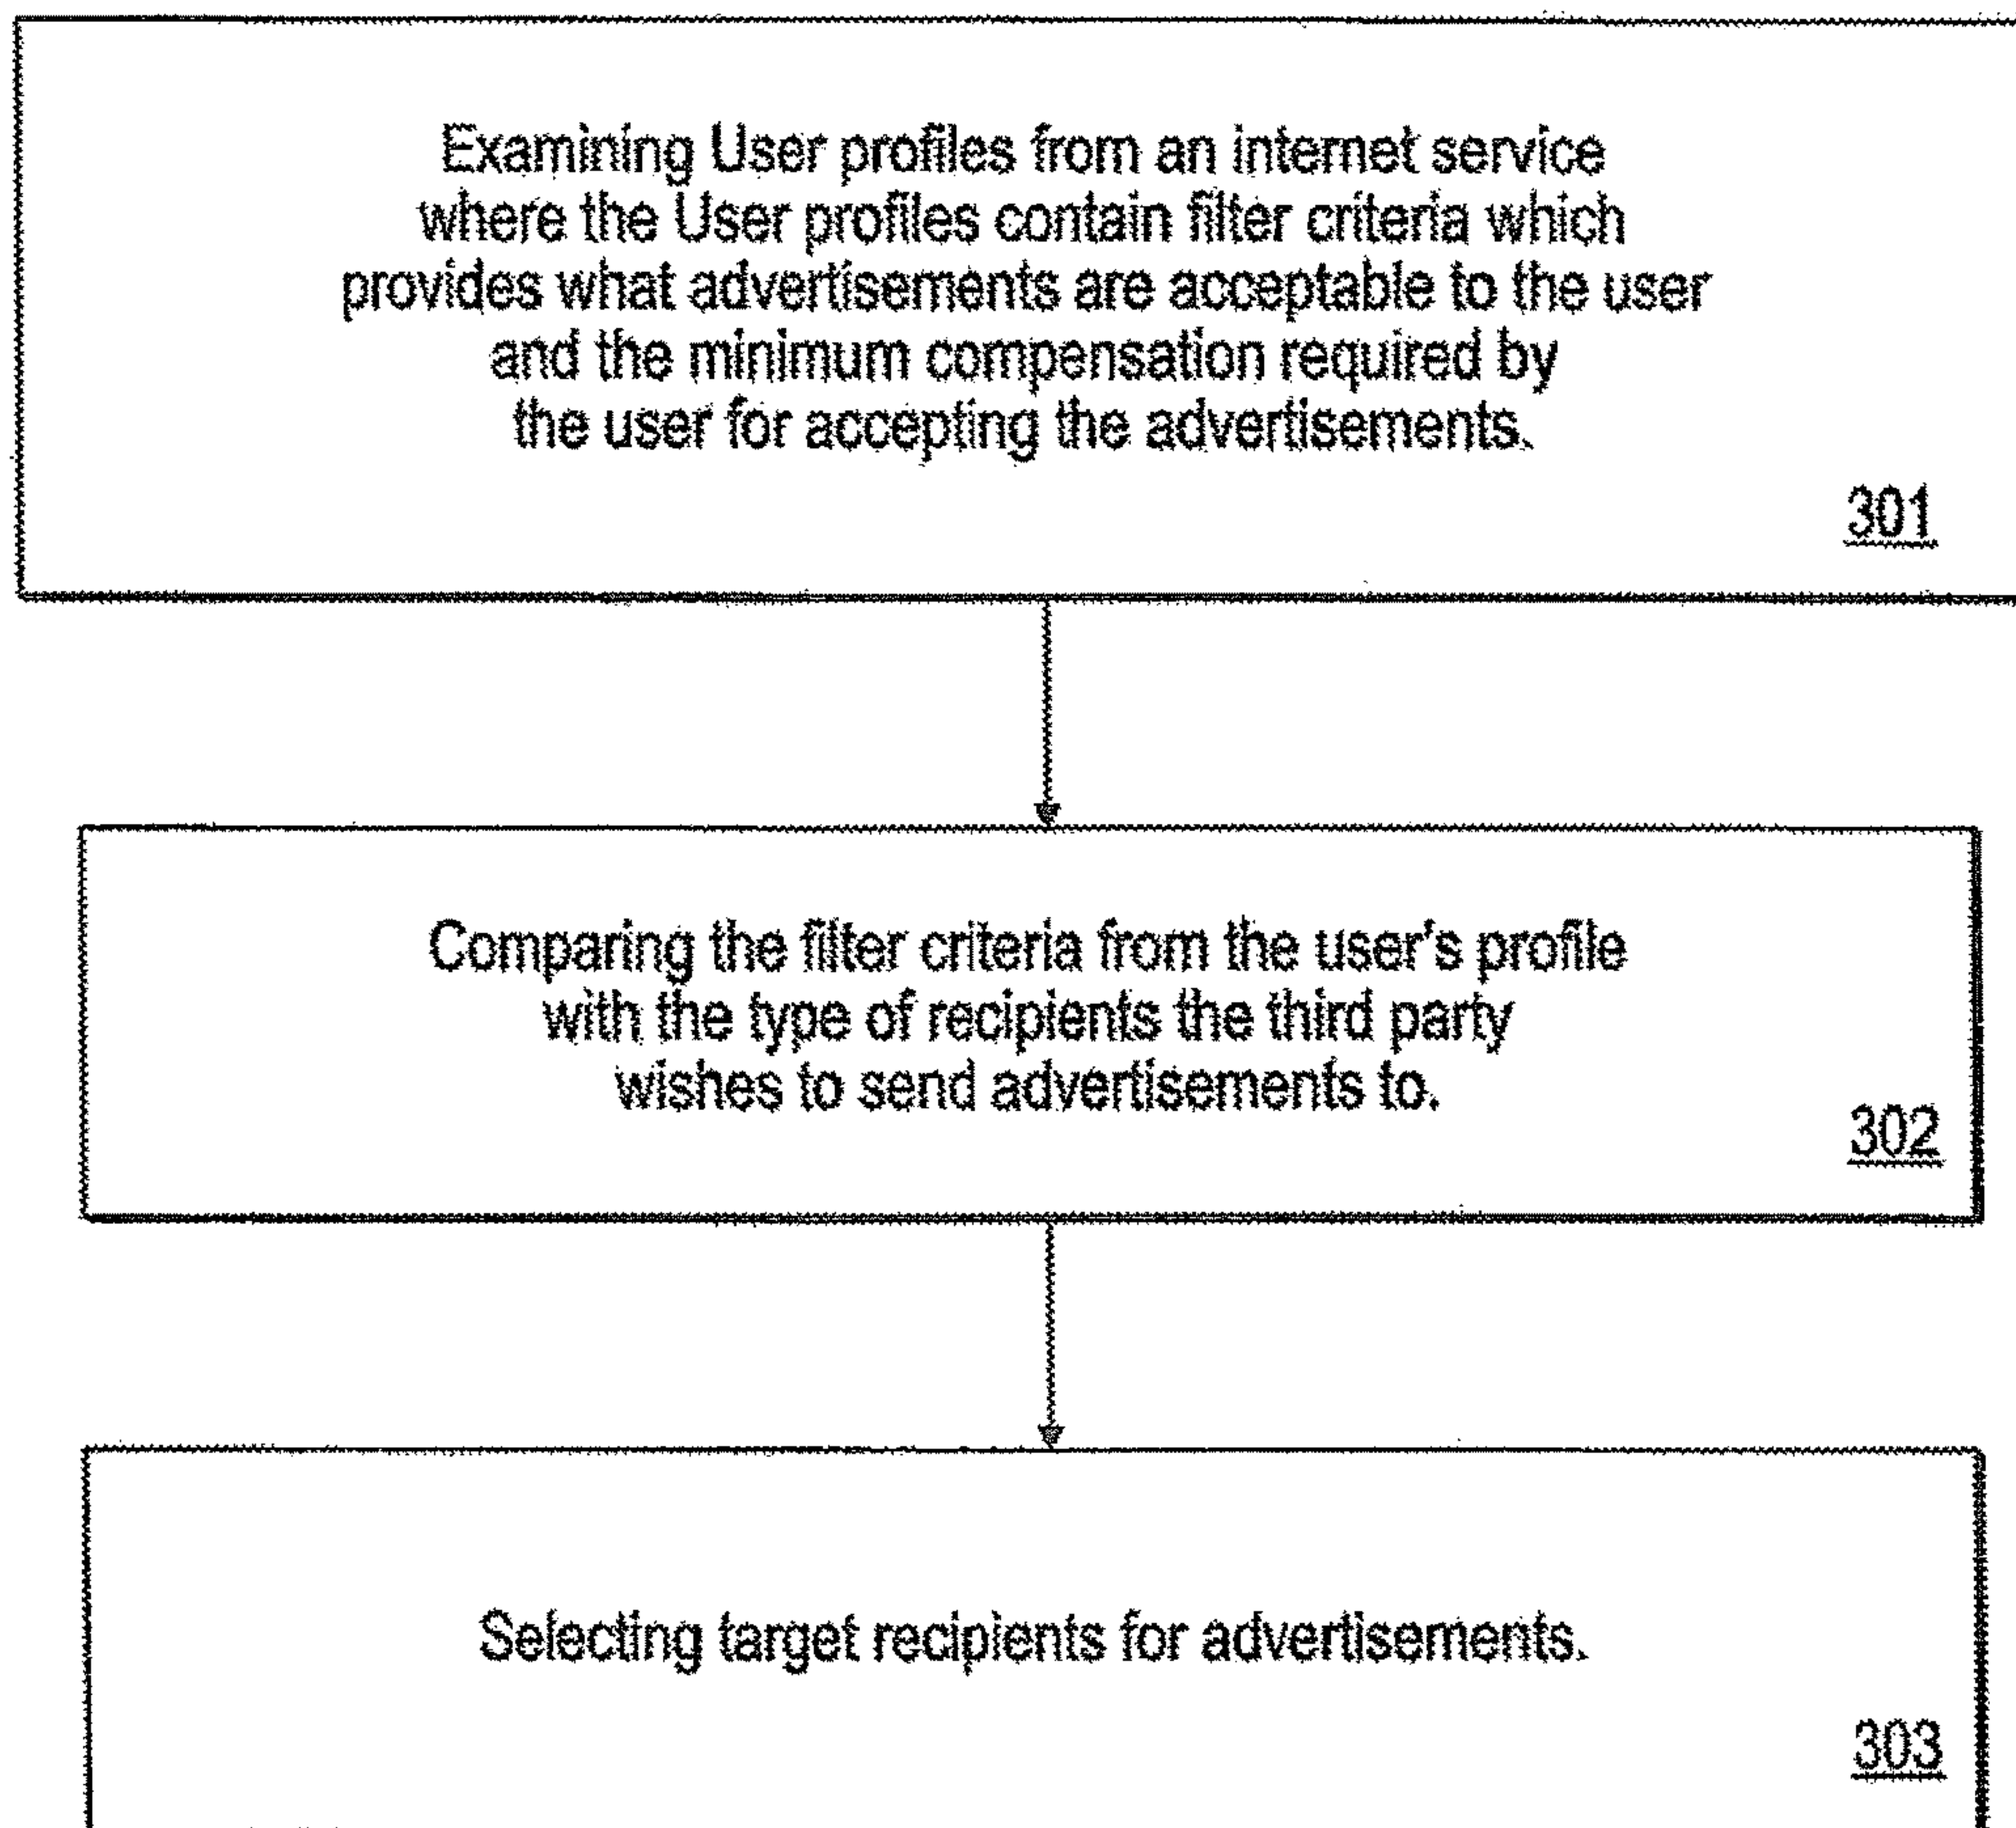 Examining User profiles from an internet service
where the User profiles contain filter criteria which
provides what advertisements are acceptable to the user
and the minimum compensation required by
the user for accepting the advertisements.
301
Comparing the filter criteria from the user's profile
with the type of recipients the third party
wishes to send advertisements to.
302
Selecting target recipients for advertisements.
303